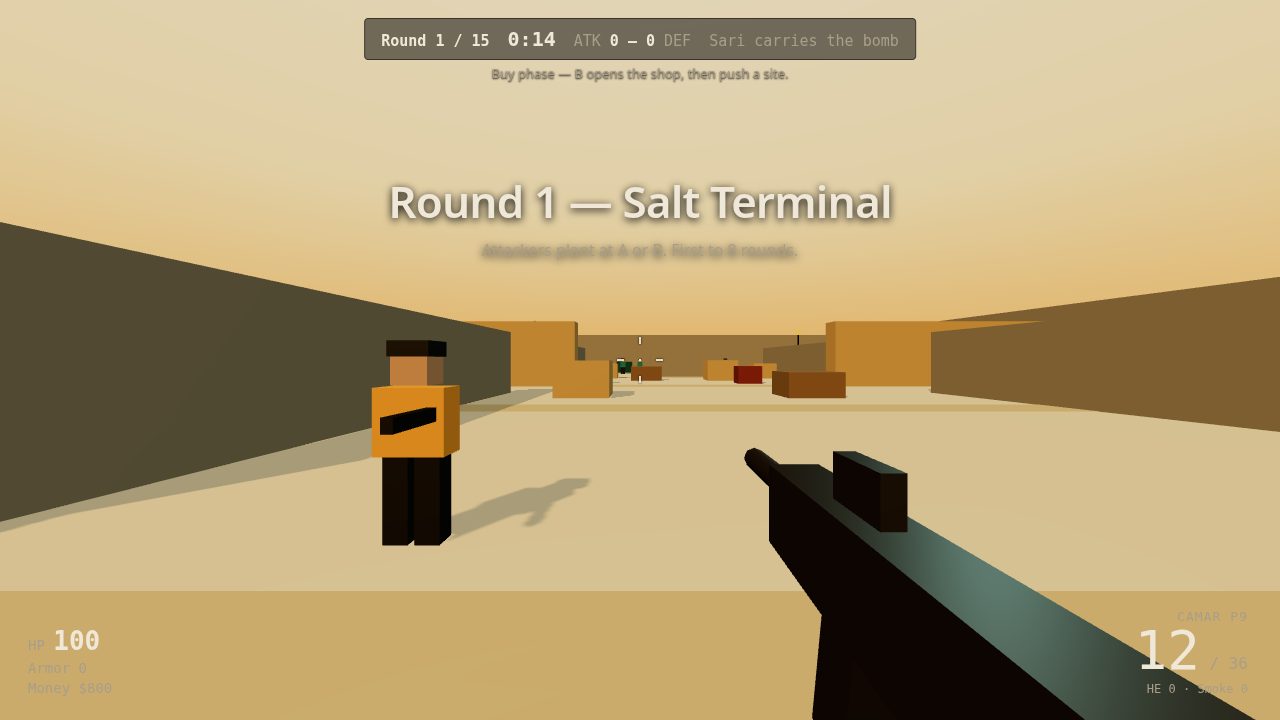 Round 1 / 15 0:14 ATK 0 — 0 DEF Sari carries the bomb
Buy phase — B opens the shop, then push a site.
Round 1 — Salt Terminal
Attackers plant at A or B. First to 8 rounds.
HP 100
Armor 0
Money $800
CAMAR P9
12 / 36
HE 0 · Smoke 0